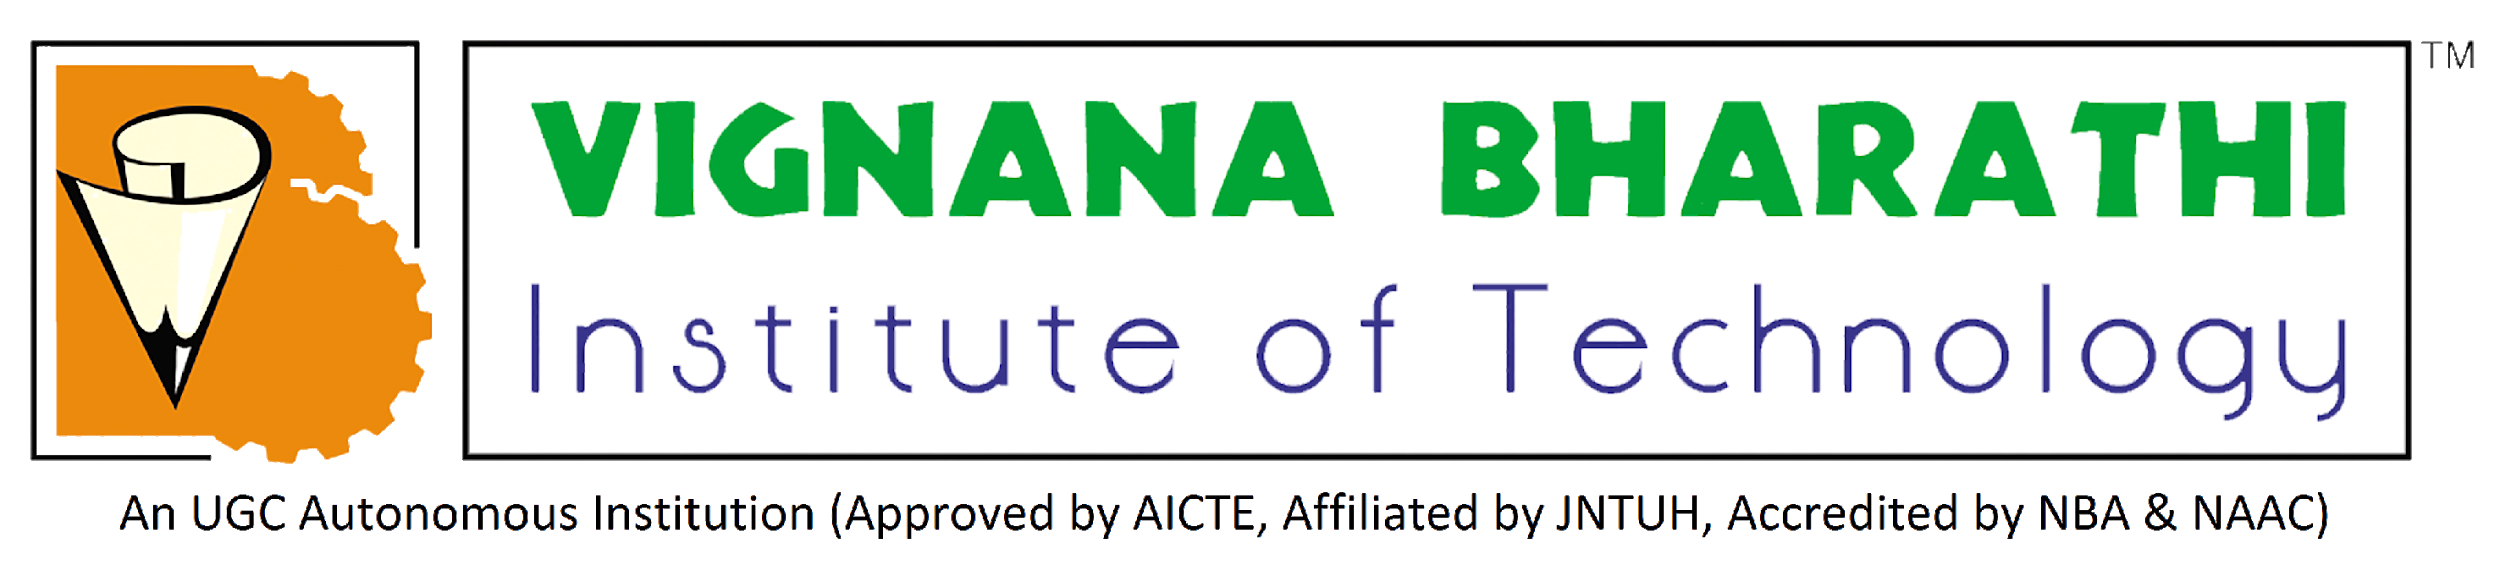 VIGNANA BHARATHI
TM
Institute of Technology
An UGC Autonomous Institution (Approved by AICTE, Affiliated by JNTUH, Accredited by NBA & NAAC)